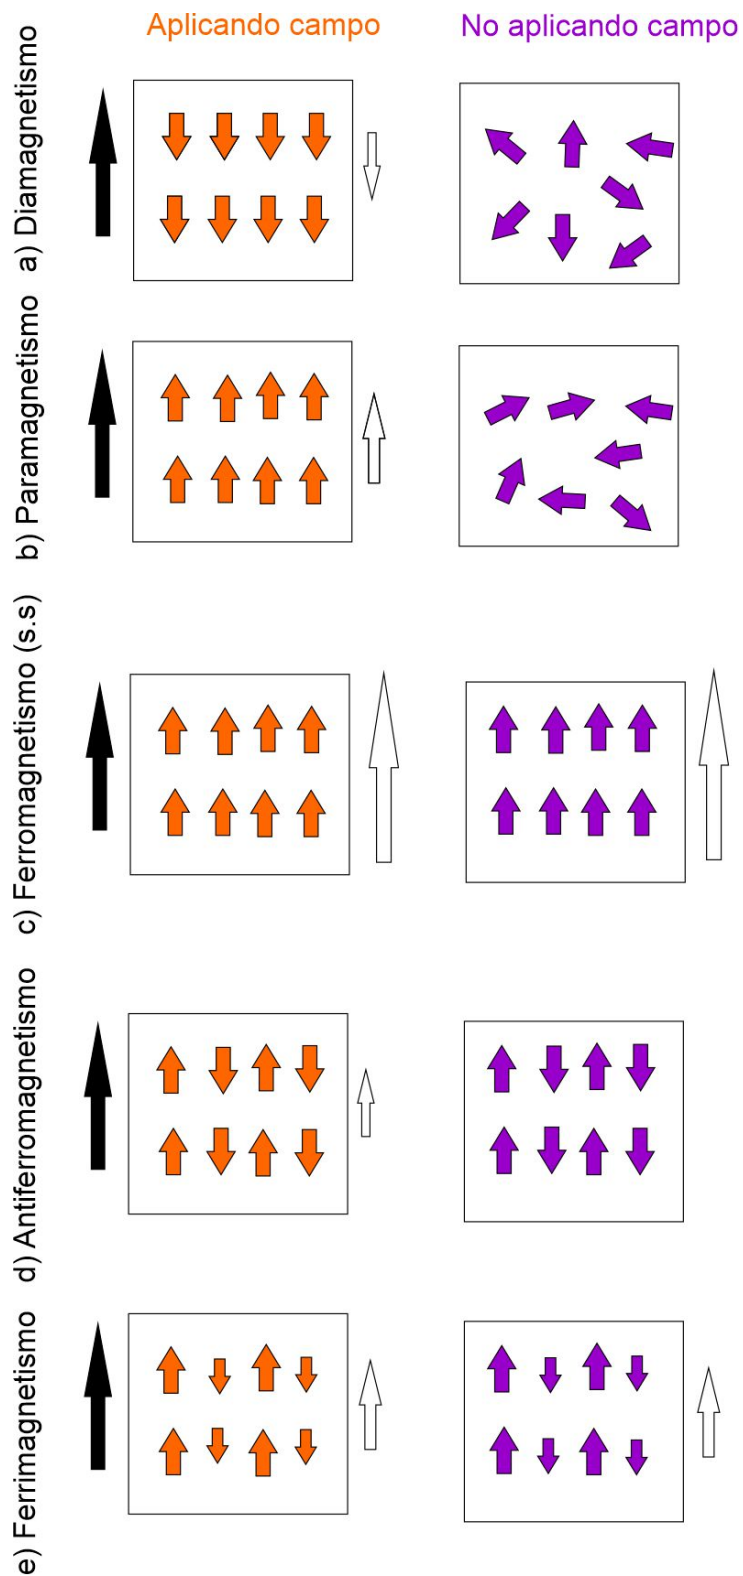 Aplicando campo
No aplicando campo
a) Diamagnetismo
b) Paramagnetismo
c) Ferromagnetismo (s.s)
d) Antiferromagnetismo
e) Ferrimagnetismo